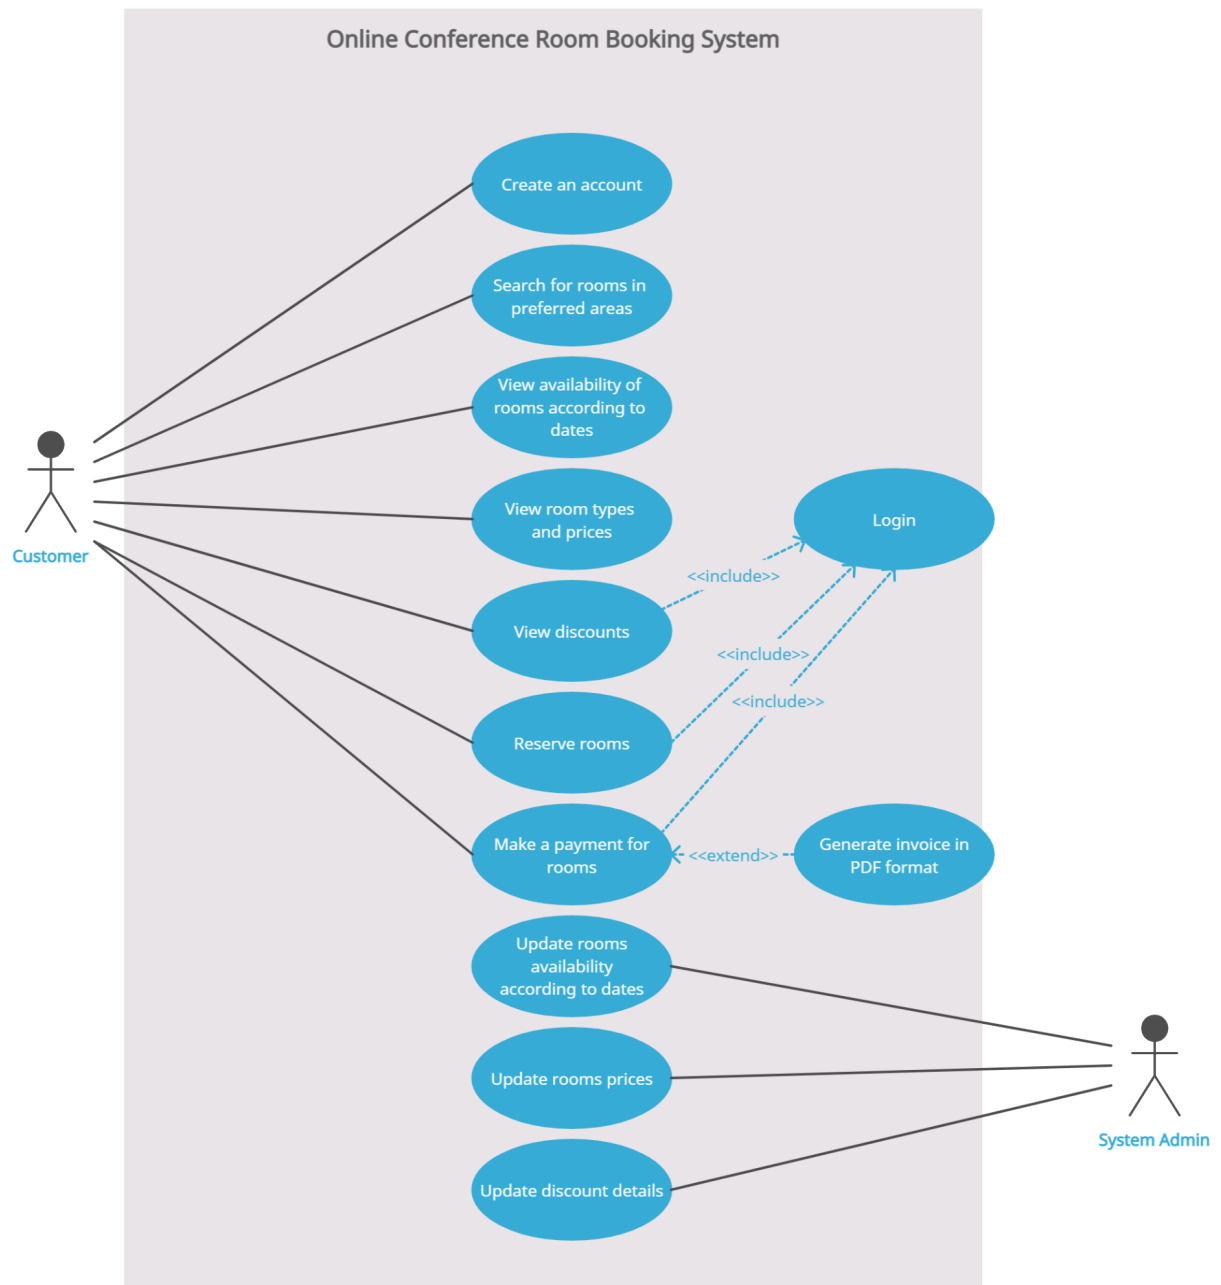 Online Conference Room Booking System
Create an account
Search for rooms in
preferred areas
View availability of
rooms according to
dates
View room types
and prices
Login
Customer
<<include>>
View discounts
<<include>>
<<include>>
Reserve rooms
Make a payment for
rooms
<<extend>>
Generate invoice in
PDF format
Update rooms
availability
according to dates
Update rooms prices
System Admin
Update discount details